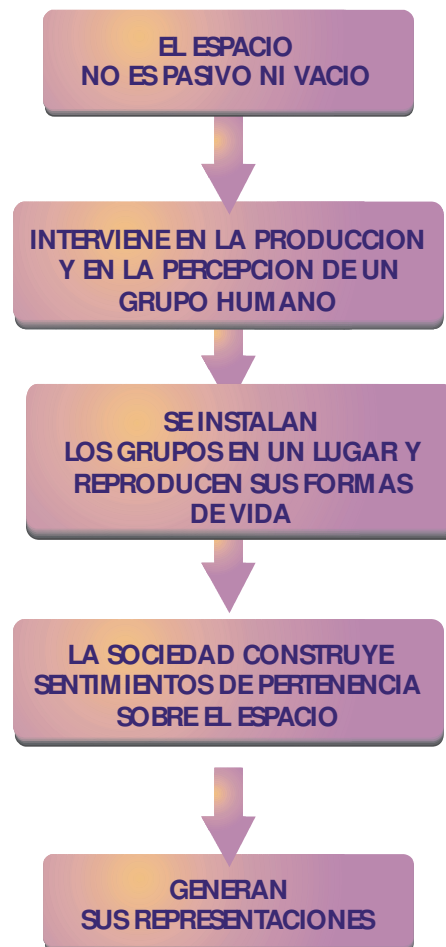 EL ESPACIO
NO ES PASIVO NI VACIO
INTERVIENE EN LA PRODUCCION
Y EN LA PERCEPCION DE UN
GRUPO HUMANO
SE INSTALAN
LOS GRUPOS EN UN LUGAR Y
REPRODUCEN SUS FORMAS
DE VIDA
LA SOCIEDAD CONSTRUYE
SENTIMIENTOS DE PERTENENCIA
SOBRE EL ESPACIO
GENERAN
SUS REPRESENTACIONES